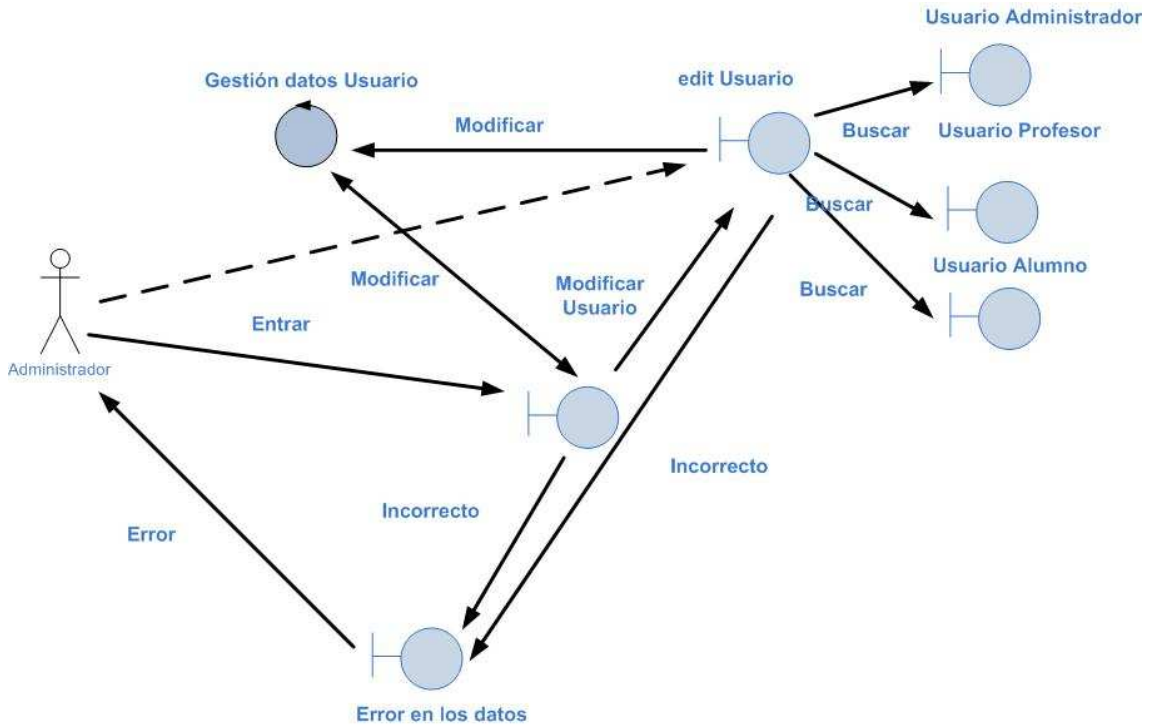 Usuario Administrador
Gestión datos Usuario
edit Usuario
Modificar
Buscar
Usuario Profesor
Buscar
Usuario Alumno
Modificar
Modificar
Usuario
Buscar
Entrar
Administrador
Incorrecto
Incorrecto
Error
Error en los datos